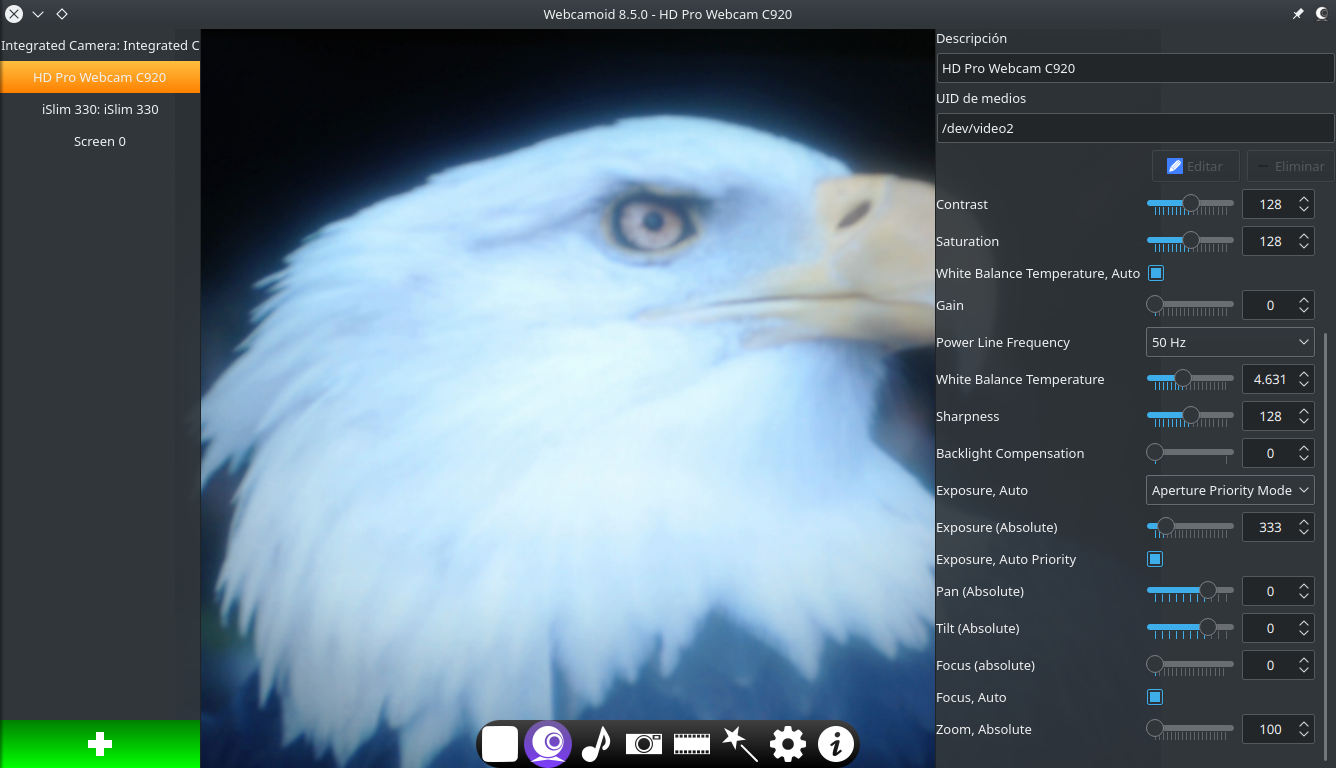 Webcamoid 8.5.0 - HD Pro Webcam C920
Integrated Camera: Integrated C
HD Pro Webcam C920
iSlim 330: iSlim 330
Screen 0
Descripción
HD Pro Webcam C920
UID de medios
/dev/video2
Editar
Eliminar
Contrast 128
Saturation 128
White Balance Temperature, Auto
Gain 0
Power Line Frequency 50 Hz
White Balance Temperature 4.631
Sharpness 128
Backlight Compensation 0
Exposure, Auto Aperture Priority Mode
Exposure (Absolute) 333
Exposure, Auto Priority
Pan (Absolute) 0
Tilt (Absolute) 0
Focus (absolute) 0
Focus, Auto
Zoom, Absolute 100